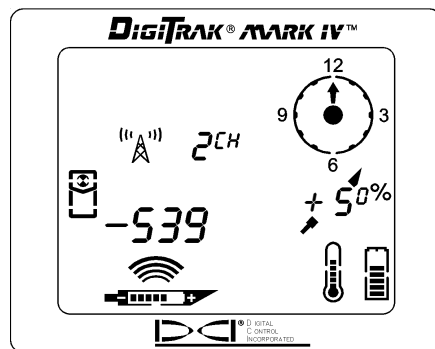 DIGITRAK® MARK IV™
12
9
3
6
2CH
+ 50%
-539
- +
® DIGITAL
CONTROL
INCORPORATED